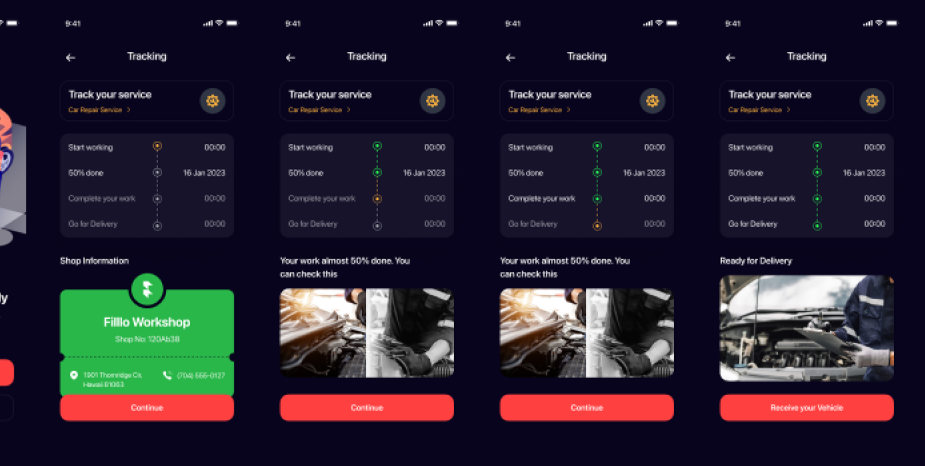 ly
9:41
Tracking
Track your service
Car Repair Service >
Start working 00:00
50% done 16 Jan 2023
Complete your work 00:00
Go for Delivery 00:00
Shop Information
Filllo Workshop
Shop No: 120Ab38
1901 Thornridge Cir.
Hawaii 81063
(704) 555-0127
Continue
9:41
Tracking
Track your service
Car Repair Service >
Start working 00:00
50% done 16 Jan 2023
Complete your work 00:00
Go for Delivery 00:00
Your work almost 50% done. You
can check this
Continue
9:41
Tracking
Track your service
Car Repair Service >
Start working 00:00
50% done 16 Jan 2023
Complete your work 00:00
Go for Delivery 00:00
Your work almost 50% done. You
can check this
Continue
9:41
Tracking
Track your service
Car Repair Service >
Start working 00:00
50% done 16 Jan 2023
Complete your work 00:00
Go for Delivery 00:00
Ready for Delivery
Receive your Vehicle